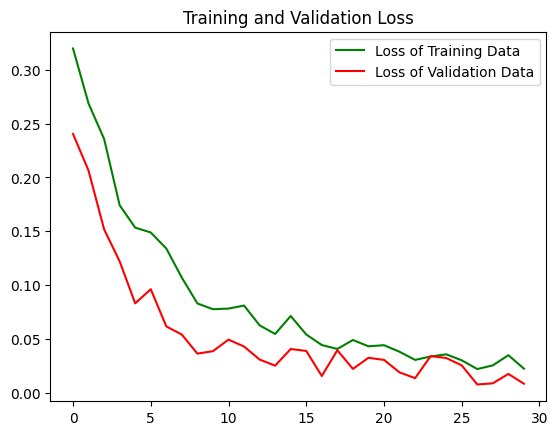 Training and Validation Loss
Loss of Training Data
Loss of Validation Data
0.30
0.25
0.20
0.15
0.10
0.05
0.00
0 5 10 15 20 25 30